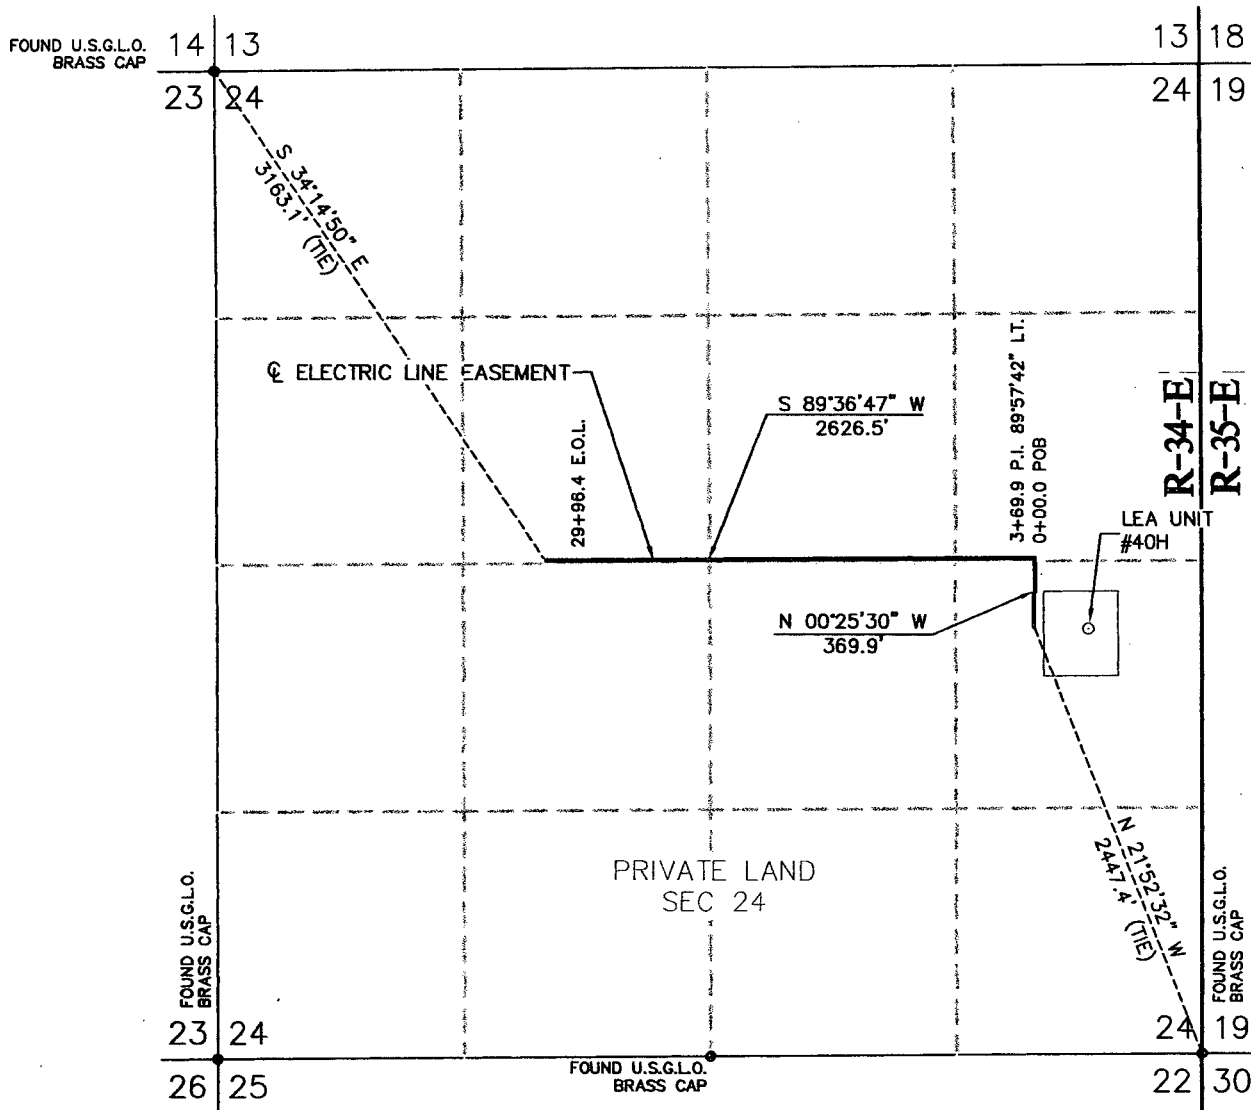 14 13
13 18
FOUND U.S.G.L.O.
BRASS CAP
23 24
24 19
S 34°14'50" E
3163.1' (TIE)
℄ ELECTRIC LINE EASEMENT
29+96.4 E.O.L.
S 89°36'47" W
2626.5'
3+69.9 P.I. 89°57'42" LT.
0+00.0 POB
R-34-E
R-35-E
LEA UNIT
#40H
N 00°25'30" W
369.9'
PRIVATE LAND
SEC 24
N 21°52'32" W
2447.4' (TIE)
FOUND U.S.G.L.O.
BRASS CAP
FOUND U.S.G.L.O.
BRASS CAP
23 24
24 19
FOUND U.S.G.L.O.
BRASS CAP
26 25
22 30